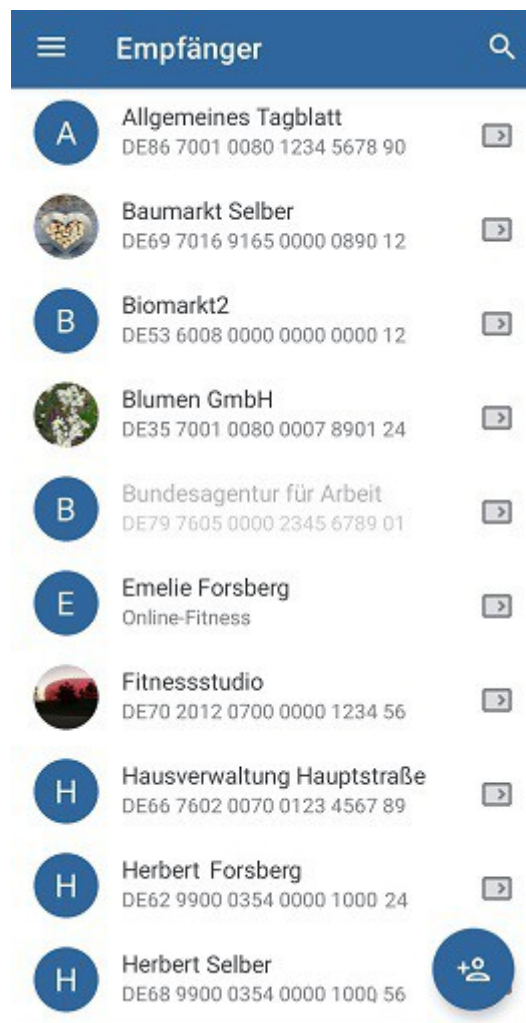 Empfänger
A
Allgemeines Tagblatt
DE86 7001 0080 1234 5678 90
Baumarkt Selber
DE69 7016 9165 0000 0890 12
B
Biomarkt2
DE53 6008 0000 0000 0000 12
Blumen GmbH
DE35 7001 0080 0007 8901 24
B
Bundesagentur für Arbeit
DE79 7605 0000 2345 6789 01
E
Emelie Forsberg
Online-Fitness
Fitnessstudio
DE70 2012 0700 0000 1234 56
H
Hausverwaltung Hauptstraße
DE66 7602 0070 0123 4567 89
H
Herbert Forsberg
DE62 9900 0354 0000 1000 24
H
Herbert Selber
DE68 9900 0354 0000 1000 56